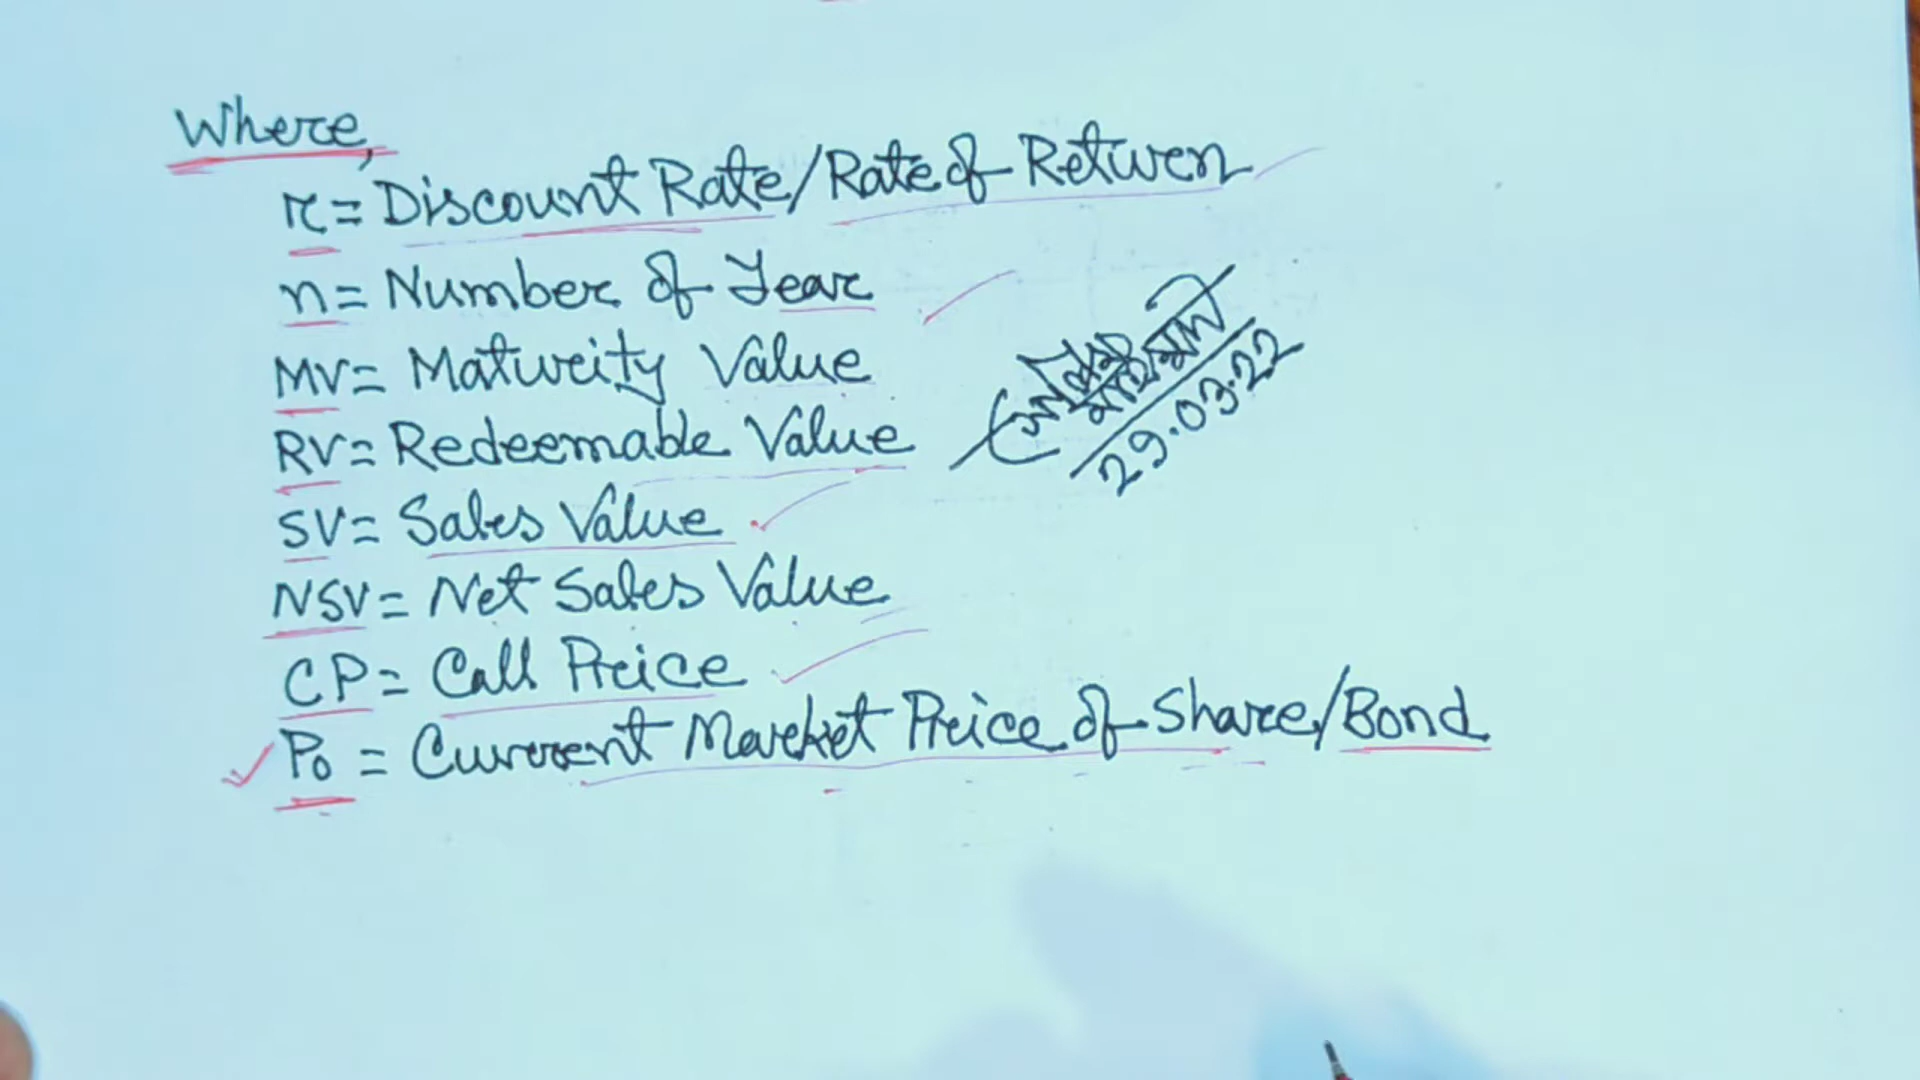 Where,
r = Discount Rate/Rate of Return
n = Number of Year
MV = Maturity Value
RV = Redeemable Value
SV = Sales Value
NSV = Net Sales Value
CP = Call Price
P₀ = Current Market Price of Share/Bond
29.03.22